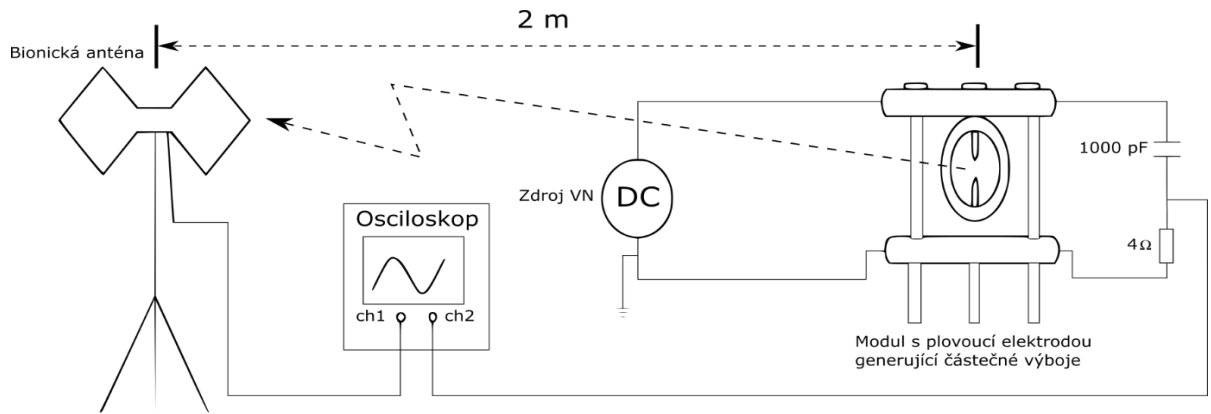 2 m
Bionická anténa
1000 pF
Zdroj VN
DC
Osciloskop
4Ω
ch1
ch2
Modul s plovoucí elektrodou
generující částečné výboje